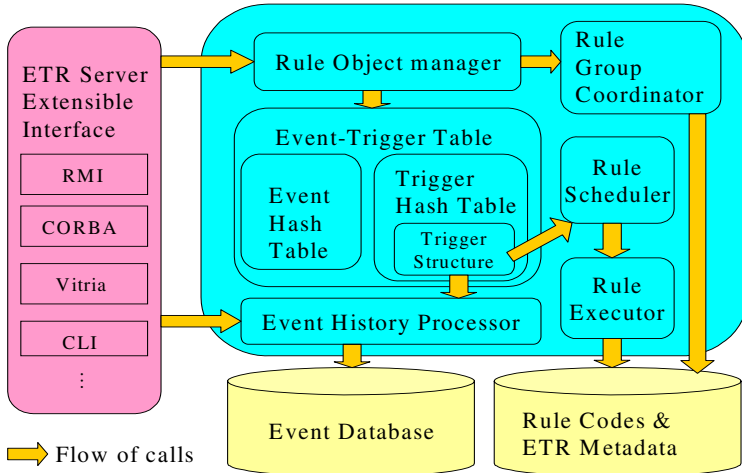 ETR Server
Extensible
Interface
RMI
CORBA
Vitria
CLI
⋮
Rule Object manager
Rule
Group
Coordinator
Event-Trigger Table
Event
Hash
Table
Trigger
Hash Table
Trigger
Structure
Rule
Scheduler
Rule
Executor
Event History Processor
Event Database
Rule Codes &
ETR Metadata
Flow of calls